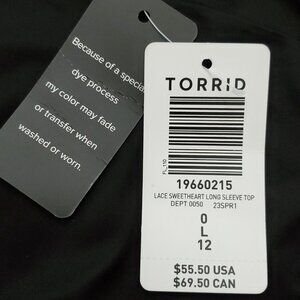 Because of a special
dye process
my color may fade
or transfer when
washed or worn.
TORRID
FL_110
19660215
LACE SWEETHEART LONG SLEEVE TOP
DEPT 0050 23SPR1
0
L
12
$55.50 USA
$69.50 CAN